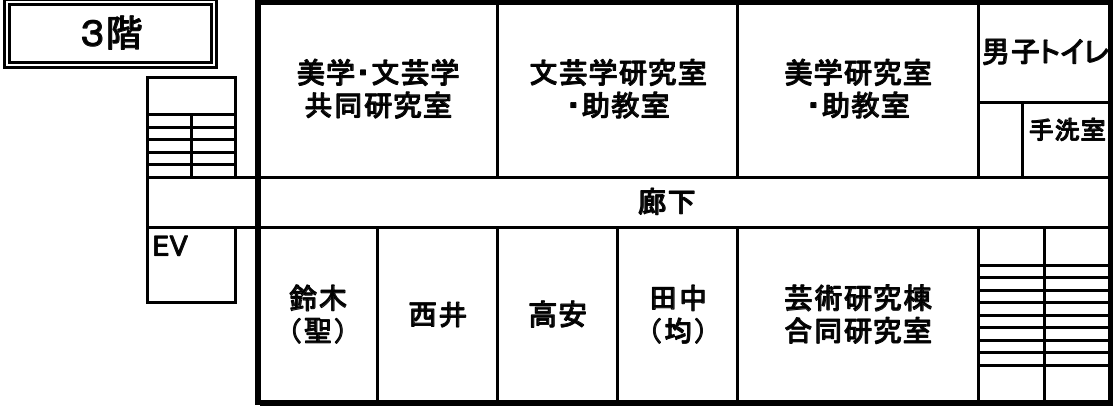 3階
美学・文芸学
共同研究室
文芸学研究室
・助教室
美学研究室
・助教室
男子トイレ
手洗室
廊下
EV
鈴木
（聖）
西井
高安
田中
（均）
芸術研究棟
合同研究室